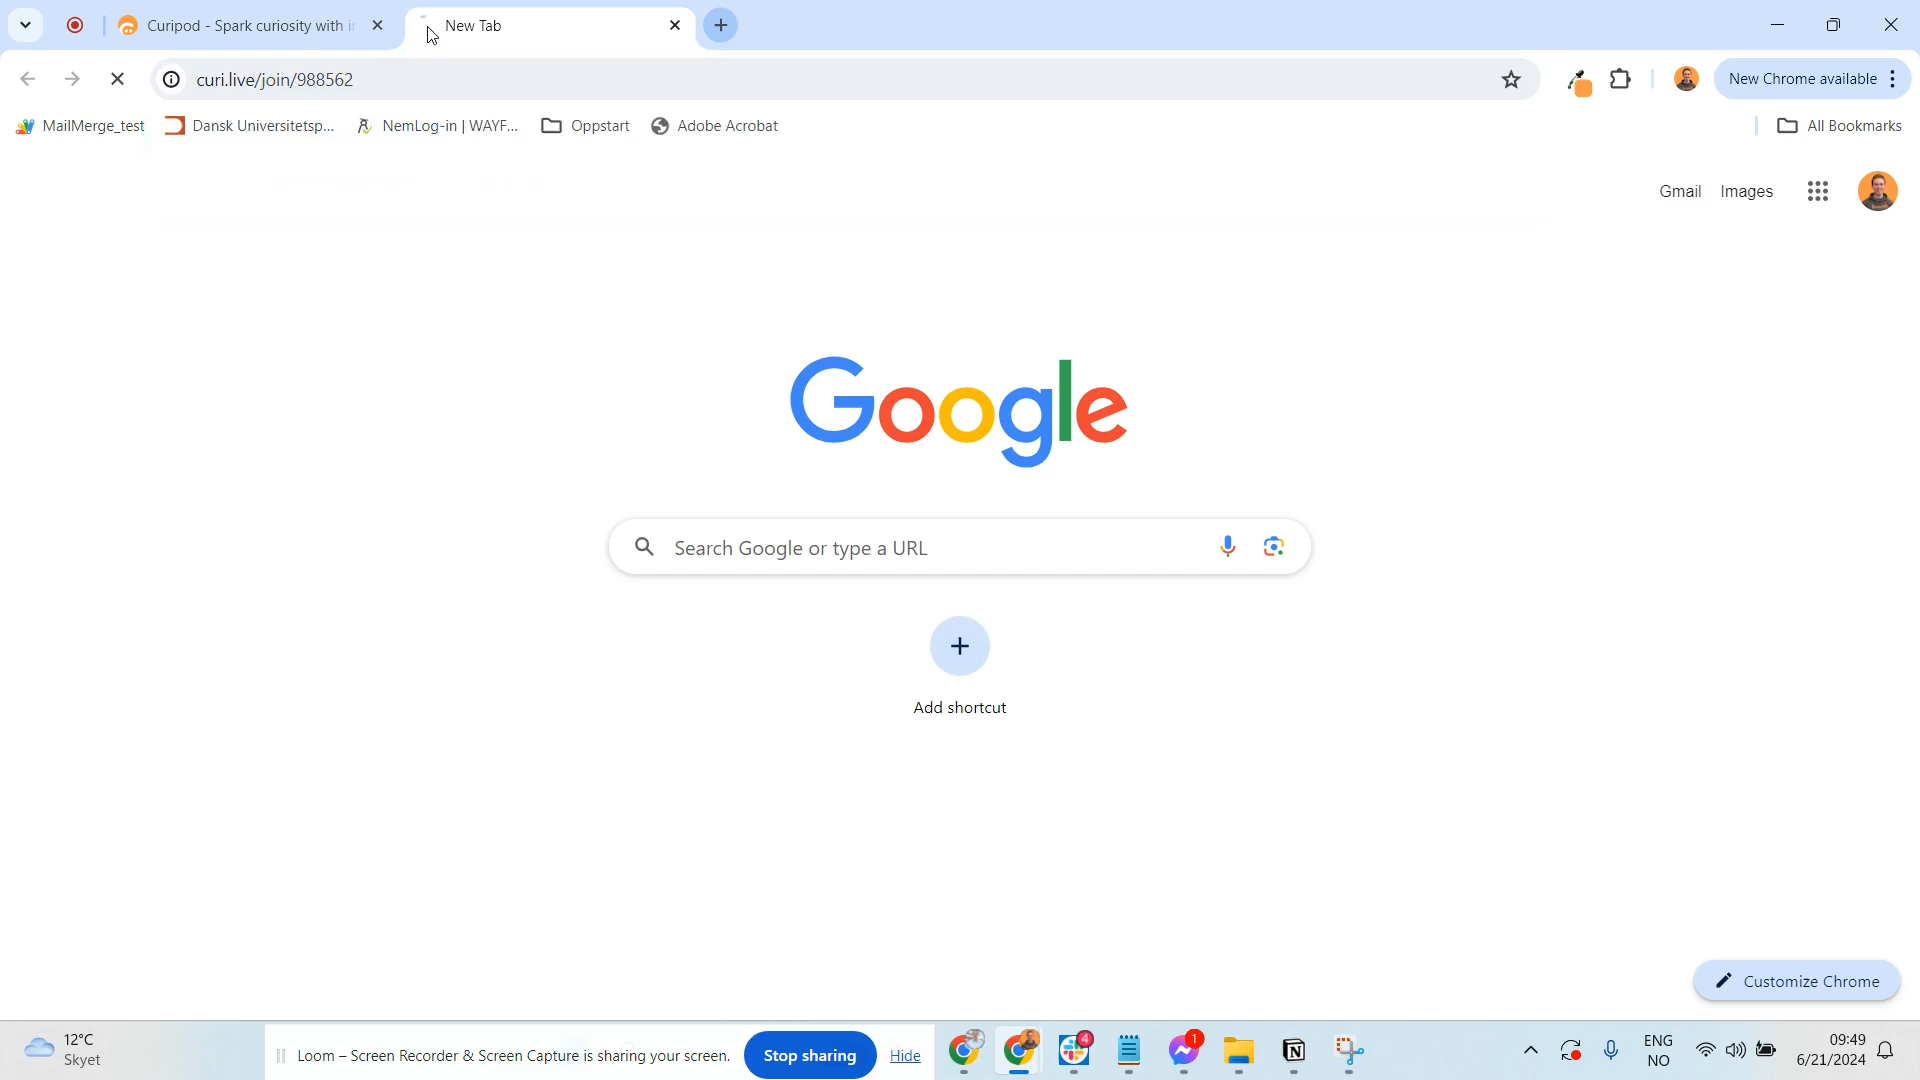 Curipod - Spark curiosity with i
New Tab
curi.live/join/988562
New Chrome available
MailMerge_test
Dansk Universitetsp...
NemLog-in | WAYF...
Oppstart
Adobe Acrobat
All Bookmarks
Gmail
Images
Google
Search Google or type a URL
Add shortcut
Customize Chrome
12°C
Skyet
Loom – Screen Recorder & Screen Capture is sharing your screen.
Stop sharing
Hide
4
1
ENG
NO
09:49
6/21/2024